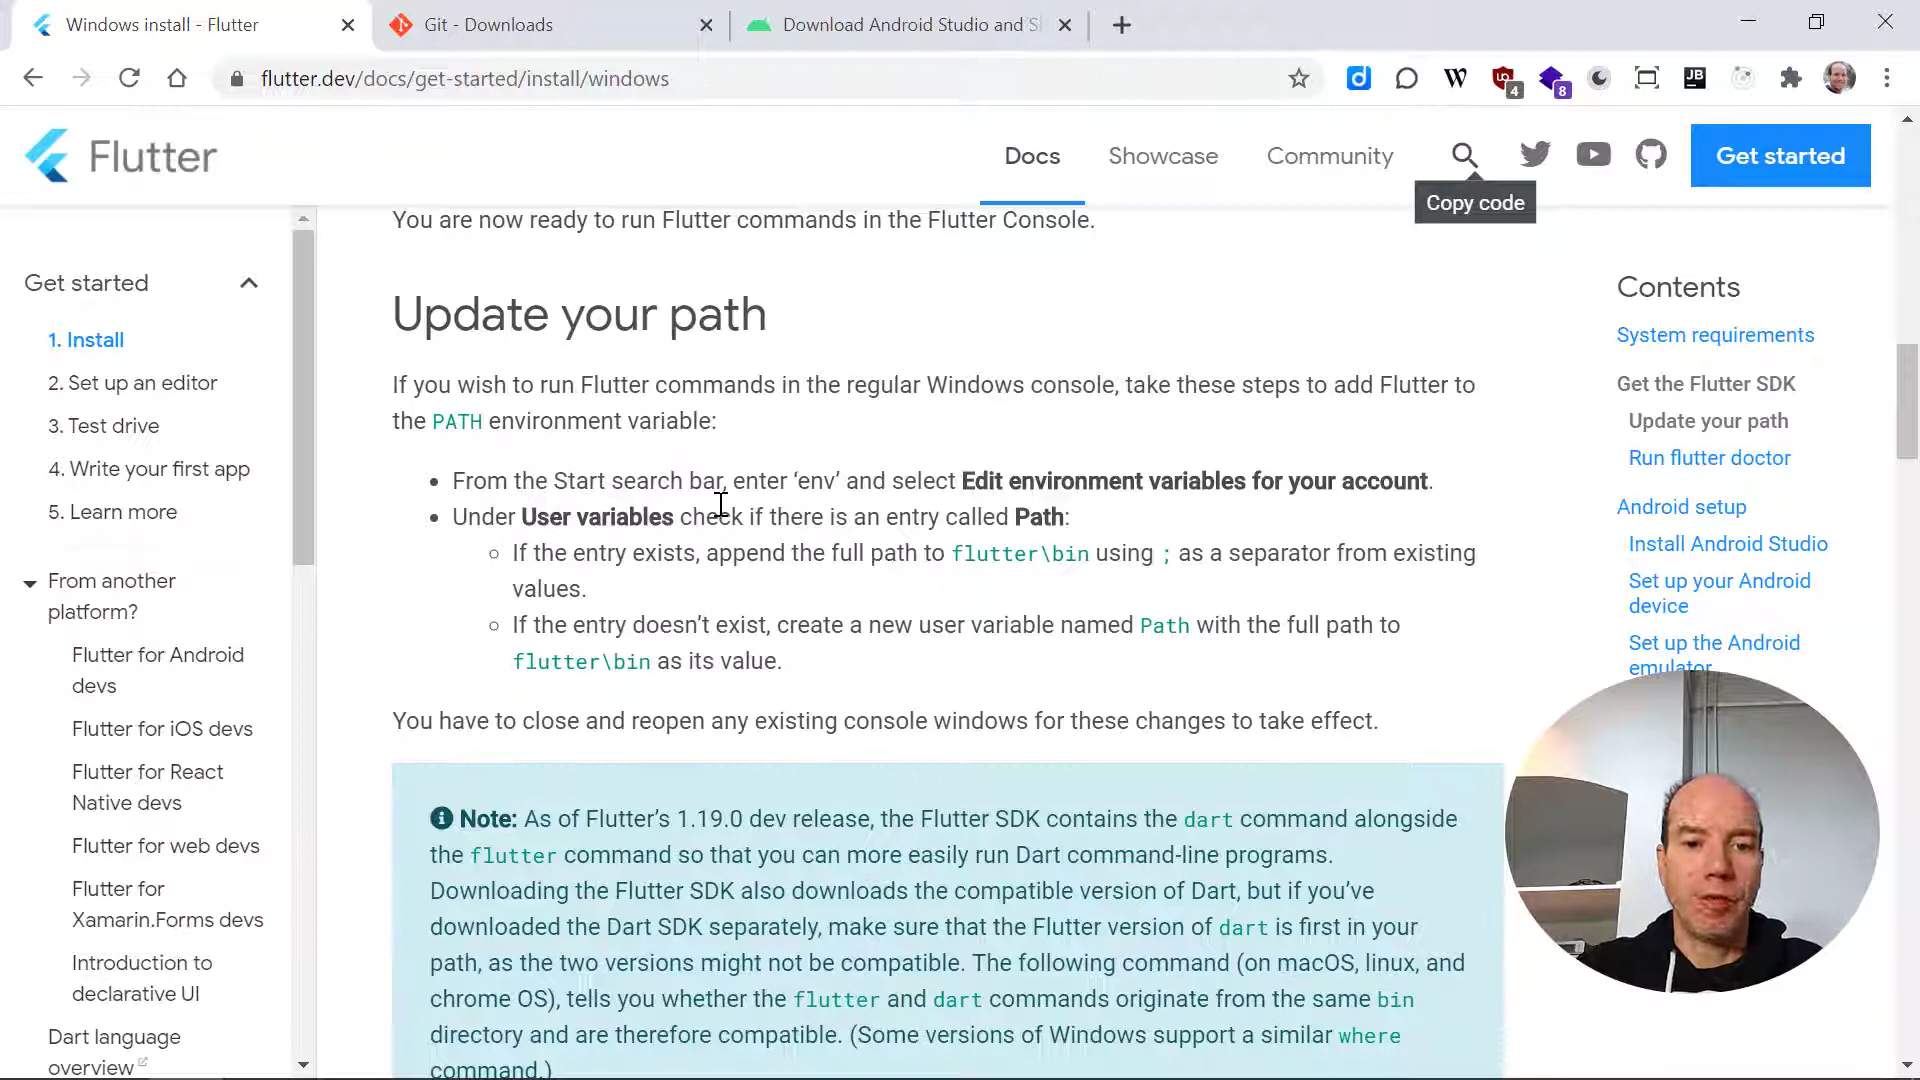 Windows install - Flutter
Git - Downloads
Download Android Studio and S
flutter.dev/docs/get-started/install/windows
4
8
JB
Flutter
Docs
Showcase
Community
Get started
Copy code
Get started
1. Install
2. Set up an editor
3. Test drive
4. Write your first app
5. Learn more
From another
platform?
Flutter for Android
devs
Flutter for iOS devs
Flutter for React
Native devs
Flutter for web devs
Flutter for
Xamarin.Forms devs
Introduction to
declarative UI
Dart language
overview
You are now ready to run Flutter commands in the Flutter Console.
Update your path
If you wish to run Flutter commands in the regular Windows console, take these steps to add Flutter to
the PATH environment variable:
• From the Start search bar, enter ‘env’ and select Edit environment variables for your account.
• Under User variables check if there is an entry called Path:
○ If the entry exists, append the full path to flutter\bin using ; as a separator from existing
values.
○ If the entry doesn’t exist, create a new user variable named Path with the full path to
flutter\bin as its value.
You have to close and reopen any existing console windows for these changes to take effect.
Note: As of Flutter’s 1.19.0 dev release, the Flutter SDK contains the dart command alongside
the flutter command so that you can more easily run Dart command-line programs.
Downloading the Flutter SDK also downloads the compatible version of Dart, but if you’ve
downloaded the Dart SDK separately, make sure that the Flutter version of dart is first in your
path, as the two versions might not be compatible. The following command (on macOS, linux, and
chrome OS), tells you whether the flutter and dart commands originate from the same bin
directory and are therefore compatible. (Some versions of Windows support a similar where
command.)
Contents
System requirements
Get the Flutter SDK
Update your path
Run flutter doctor
Android setup
Install Android Studio
Set up your Android
device
Set up the Android
emulator